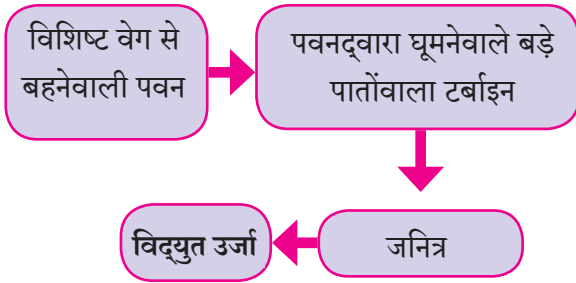 विशिष्ट वेग से
बहनेवाली पवन
पवनद्‌वारा घूमनेवाले बड़े
पातोंवाला टर्बाइन
जनित्र
विद्‌युत उर्जा